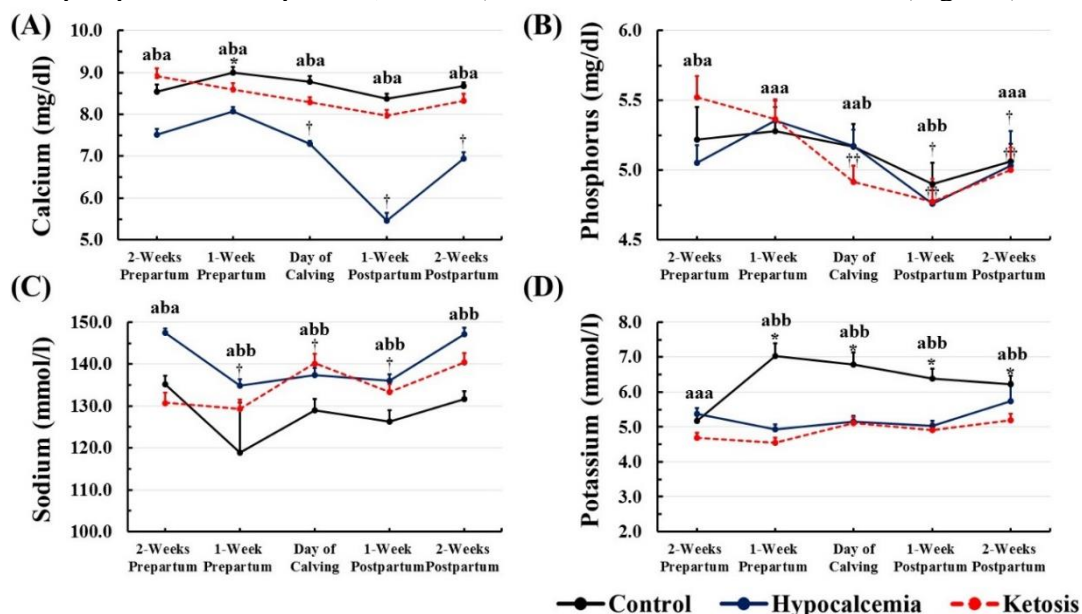 (A)
Calcium (mg/dl)
10.0
9.0
8.0
7.0
6.0
5.0
aba
aba
*
aba
aba
aba
†
†
†
2-Weeks Prepartum
1-Week Prepartum
Day of Calving
1-Week Postpartum
2-Weeks Postpartum
(B)
Phosphorus (mg/dl)
6.0
5.5
5.0
4.5
aba
aaa
aab
abb
aaa
††
†
††
†
††
2-Weeks Prepartum
1-Week Prepartum
Day of Calving
1-Week Postpartum
2-Weeks Postpartum
(C)
Sodium (mmol/l)
150.0
140.0
130.0
120.0
110.0
100.0
aba
abb
†
abb
†
abb
†
abb
2-Weeks Prepartum
1-Week Prepartum
Day of Calving
1-Week Postpartum
2-Weeks Postpartum
(D)
Potassium (mmol/l)
8.0
7.0
6.0
5.0
4.0
3.0
2.0
aaa
abb
*
abb
*
abb
*
abb
*
2-Weeks Prepartum
1-Week Prepartum
Day of Calving
1-Week Postpartum
2-Weeks Postpartum
Control Hypocalcemia Ketosis